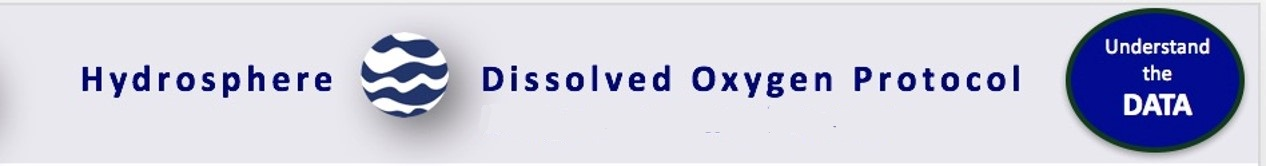 Hydrosphere Dissolved Oxygen Protocol
Understand
the
DATA